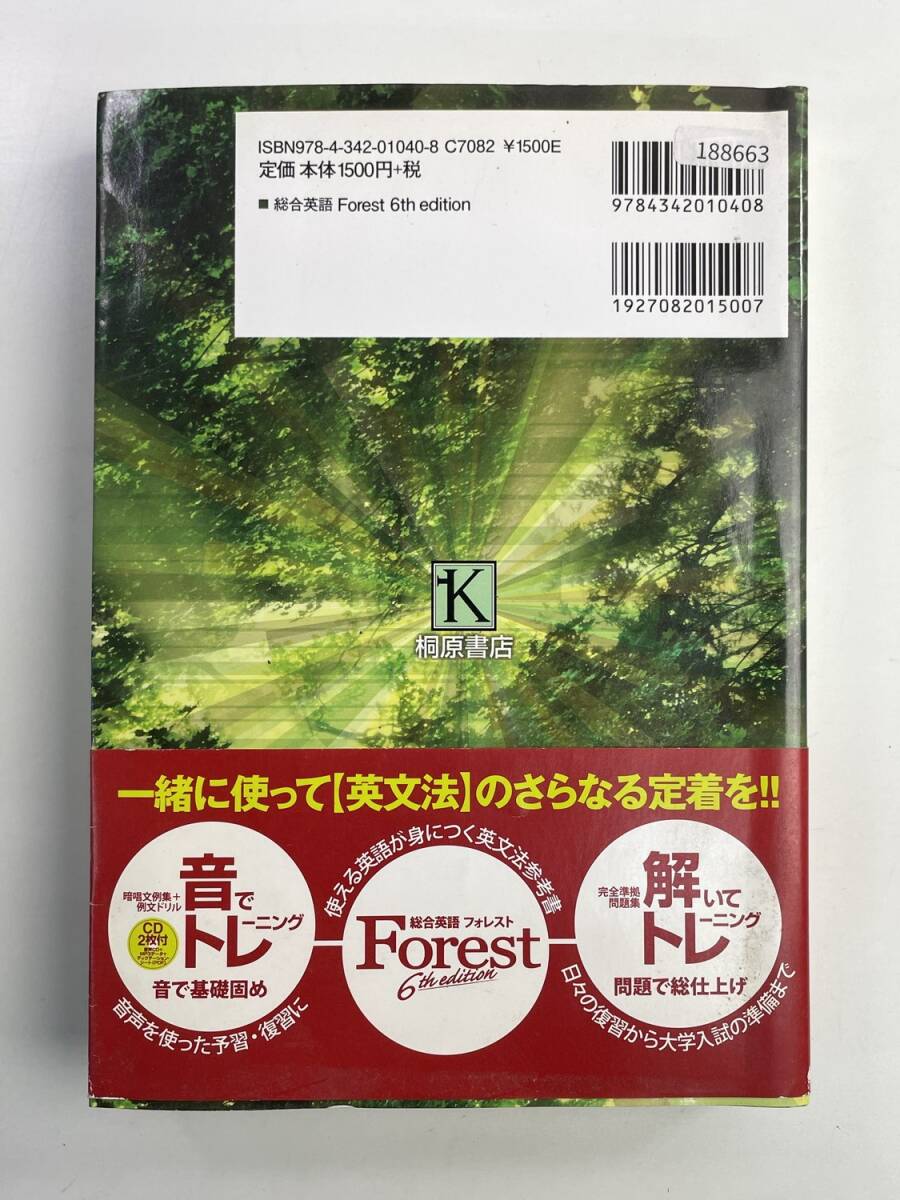 ISBN978-4-342-01040-8 C7082 ¥1500E
定価 本体1500円+税
■ 総合英語 Forest 6th edition
188663
9784342010408
1927082015007
K
桐原書店
一緒に使って【英文法】のさらなる定着を!!
暗唱文例集+
例文ドリル
音で
トレーニング
CD
2枚付
音で基礎固め
音声を使った予習・復習に
使える英語が身につく英文法参考書
総合英語 フォレスト
Forest
6th edition
完全準拠
問題集
解いて
トレーニング
問題で総仕上げ
日々の復習から大学入試の準備まで